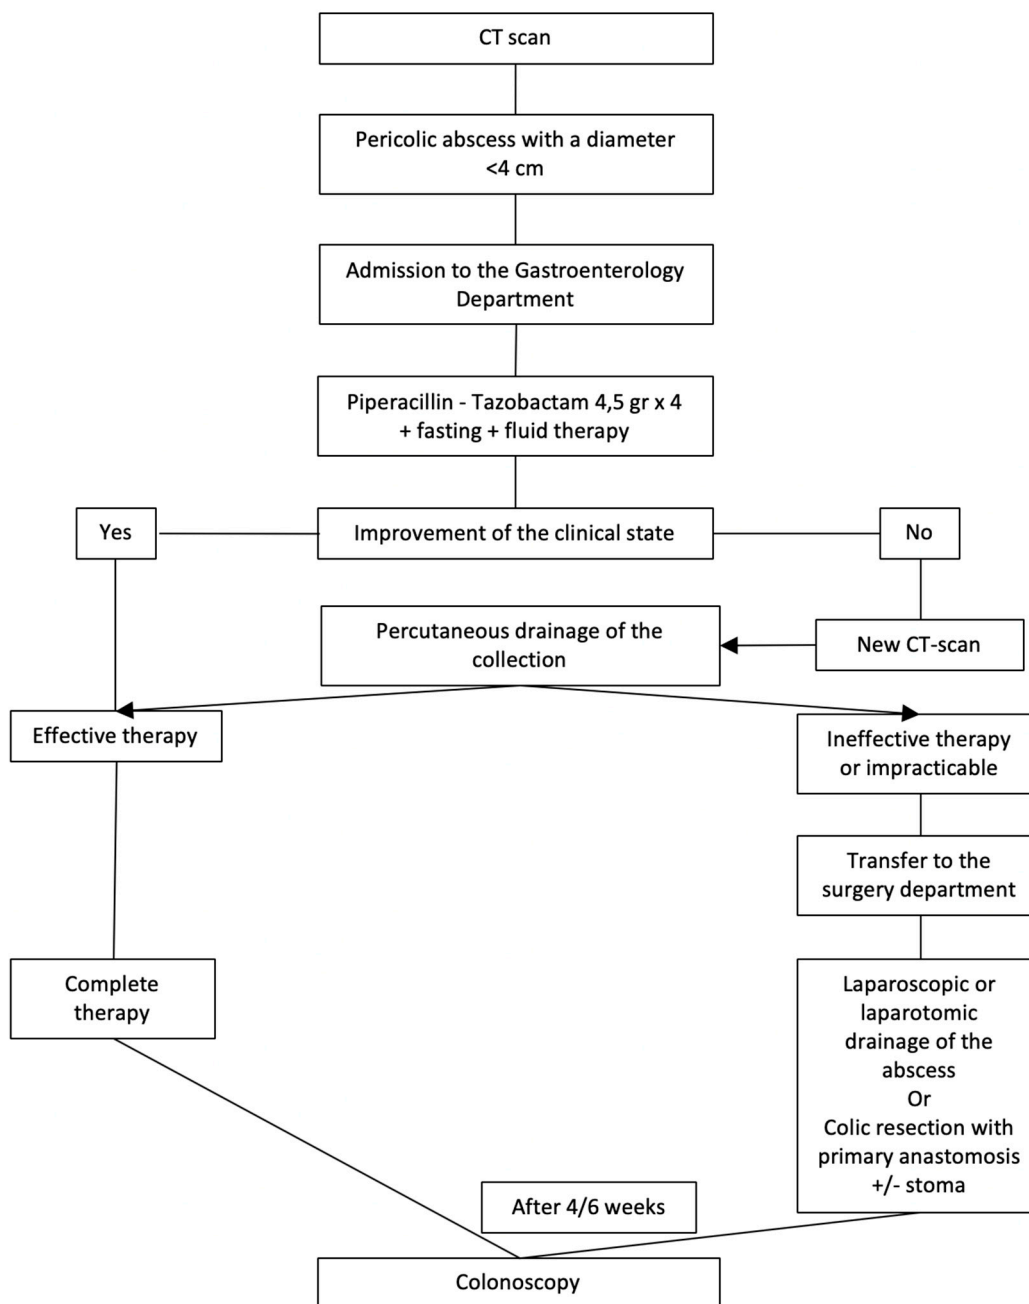 CT scan
Pericolic abscess with a diameter
<4 cm
Admission to the Gastroenterology
Department
Piperacillin - Tazobactam 4,5 gr x 4
+ fasting + fluid therapy
Yes
Improvement of the clinical state
No
Percutaneous drainage of the
collection
New CT-scan
Effective therapy
Ineffective therapy
or impracticable
Transfer to the
surgery department
Complete
therapy
Laparoscopic or
laparotomic
drainage of the
abscess
Or
Colic resection with
primary anastomosis
+/- stoma
After 4/6 weeks
Colonoscopy